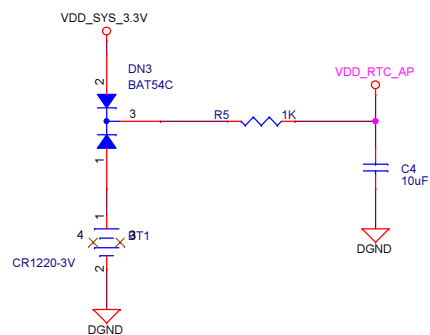 VDD_SYS_3.3V
DN3
BAT54C
2
3
1
R5 1K
VDD_RTC_AP
C4
10uF
DGND
1
4 3
BT1
2
CR1220-3V
DGND